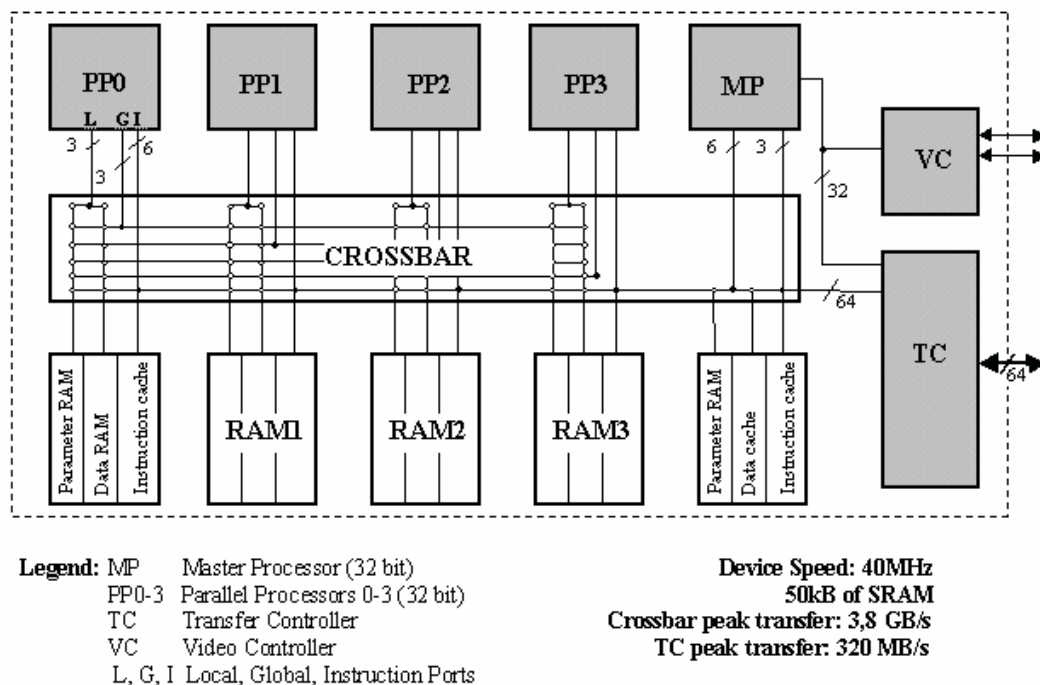 PP0
PP1
PP2
PP3
MP
L G I
3
3
6
6
3
32
VC
CROSSBAR
64
TC
64
Parameter RAM
Data RAM
Instruction cache
RAM1
RAM2
RAM3
Parameter RAM
Data cache
Instruction cache
Legend: MP Master Processor (32 bit)
PP0-3 Parallel Processors 0-3 (32 bit)
TC Transfer Controller
VC Video Controller
L, G, I Local, Global, Instruction Ports
Device Speed: 40MHz
50kB of SRAM
Crossbar peak transfer: 3,8 GB/s
TC peak transfer: 320 MB/s